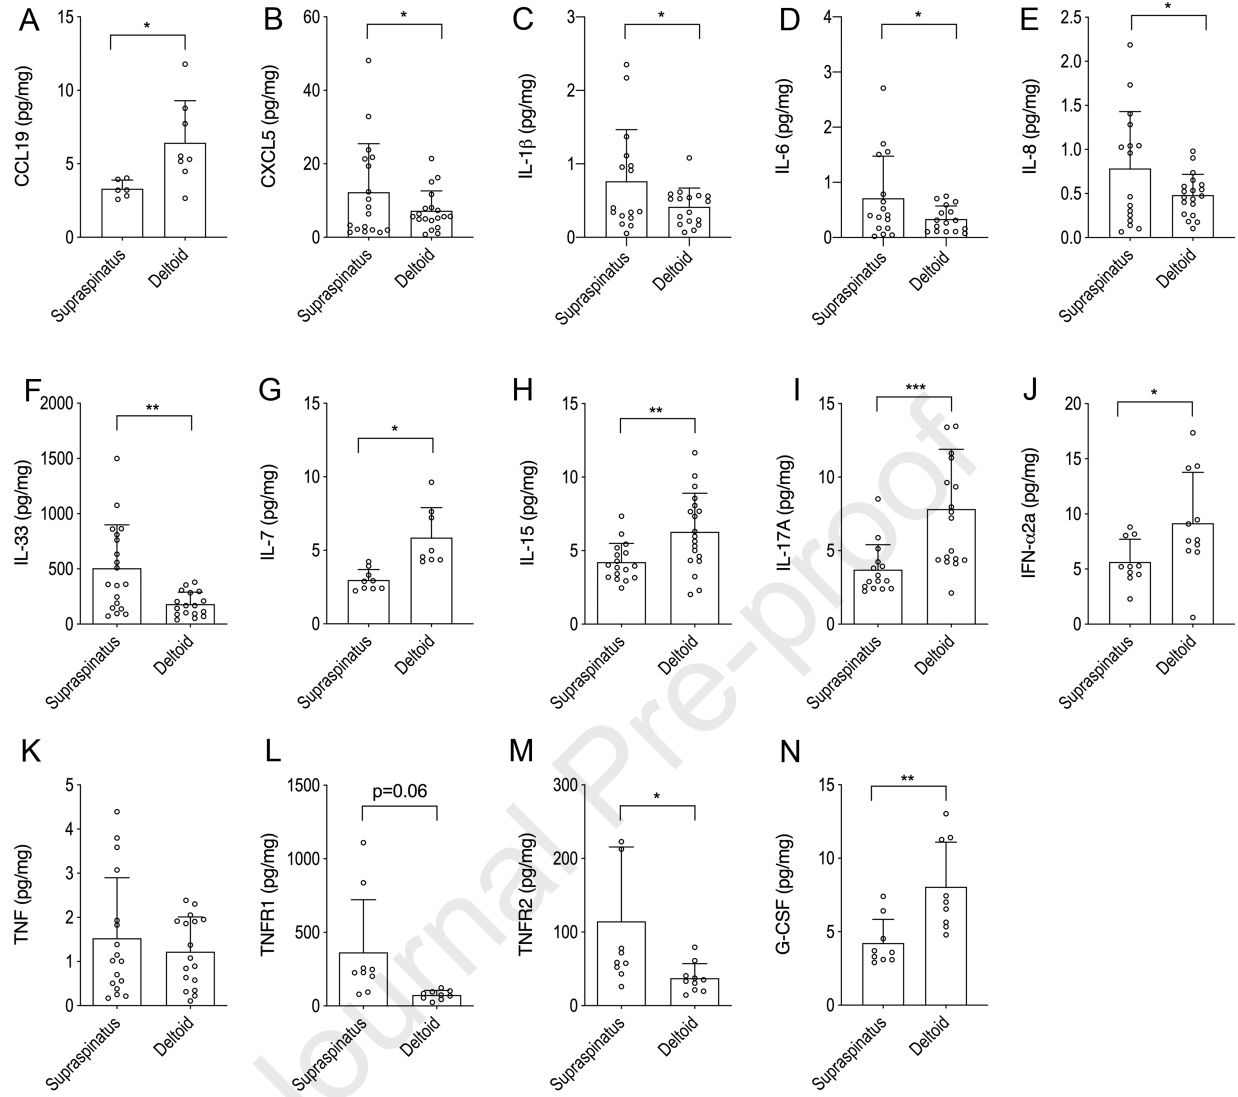 A
CCL19 (pg/mg)
15
10
5
0
*
Supraspinatus
Deltoid
B
CXCL5 (pg/mg)
60
40
20
0
*
Supraspinatus
Deltoid
C
IL-1β (pg/mg)
3
2
1
0
*
Supraspinatus
Deltoid
D
IL-6 (pg/mg)
4
3
2
1
0
*
Supraspinatus
Deltoid
E
IL-8 (pg/mg)
2.5
2.0
1.5
1.0
0.5
0.0
*
Supraspinatus
Deltoid
F
IL-33 (pg/mg)
2000
1500
1000
500
0
**
Supraspinatus
Deltoid
G
IL-7 (pg/mg)
15
10
5
0
*
Supraspinatus
Deltoid
H
IL-15 (pg/mg)
15
10
5
0
**
Supraspinatus
Deltoid
I
IL-17A (pg/mg)
15
10
5
0
***
Supraspinatus
Deltoid
J
IFN-α2a (pg/mg)
20
15
10
5
0
*
Supraspinatus
Deltoid
K
TNF (pg/mg)
5
4
3
2
1
0
Supraspinatus
Deltoid
L
TNFR1 (pg/mg)
1500
1000
500
0
p=0.06
Supraspinatus
Deltoid
M
TNFR2 (pg/mg)
300
200
100
0
*
Supraspinatus
Deltoid
N
G-CSF (pg/mg)
15
10
5
0
**
Supraspinatus
Deltoid
Journal Pre-proof